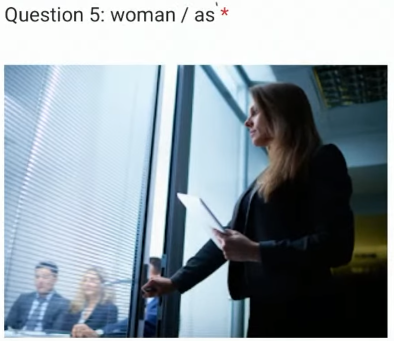 Question 5: woman / as *